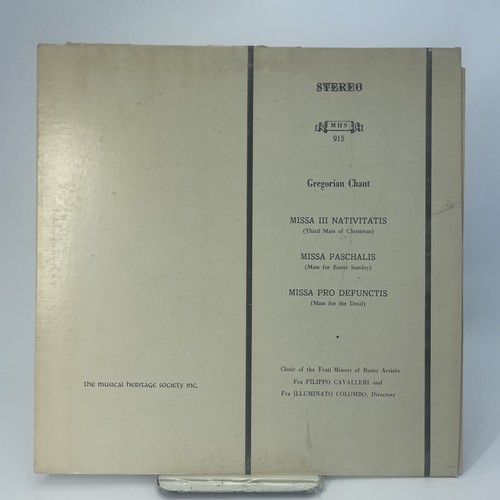 STEREO
MHS
915
Gregorian Chant
MISSA III NATIVITATIS
(Third Mass of Christmas)
MISSA PASCHALIS
(Mass for Easter Sunday)
MISSA PRO DEFUNCTIS
(Mass for the Dead)
Choir of the Frati Minori of Busto Arsizio
Fra FILIPPO CAVALLERI and
Fra ILLUMINATO COLOMBO, Directors
the musical heritage society inc.